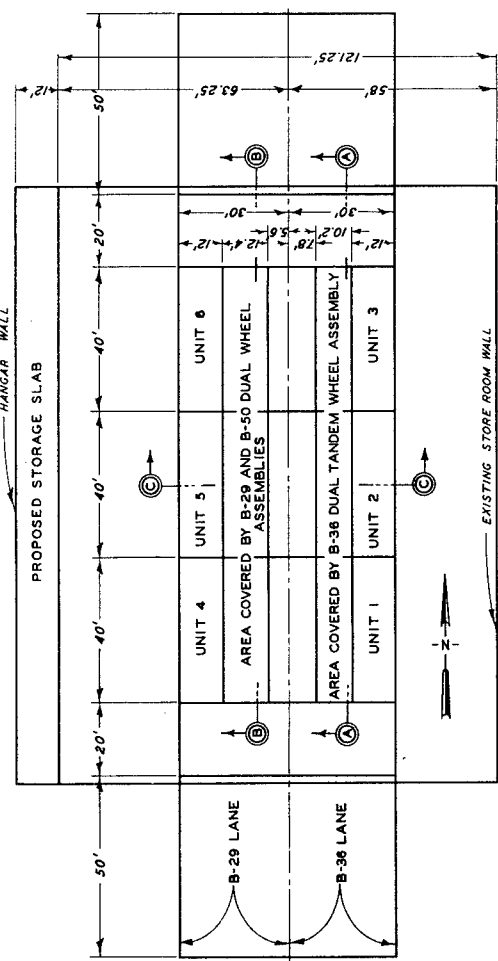 HANGAR WALL
PROPOSED STORAGE SLAB
50'
20'
40'
40'
40'
20'
50'
12'
121.25'
63.25'
58'
C
UNIT 4
UNIT 5
UNIT 6
12'
30'
B
B
AREA COVERED BY B-29 AND B-50 DUAL WHEEL
ASSEMBLIES
12.4'
5.6
B-29 LANE
B-36 LANE
7.8'
30'
A
A
AREA COVERED BY B-36 DUAL TANDEM WHEEL ASSEMBLY
10.2'
UNIT 1
UNIT 2
UNIT 3
12'
C
-N-
EXISTING STORE ROOM WALL